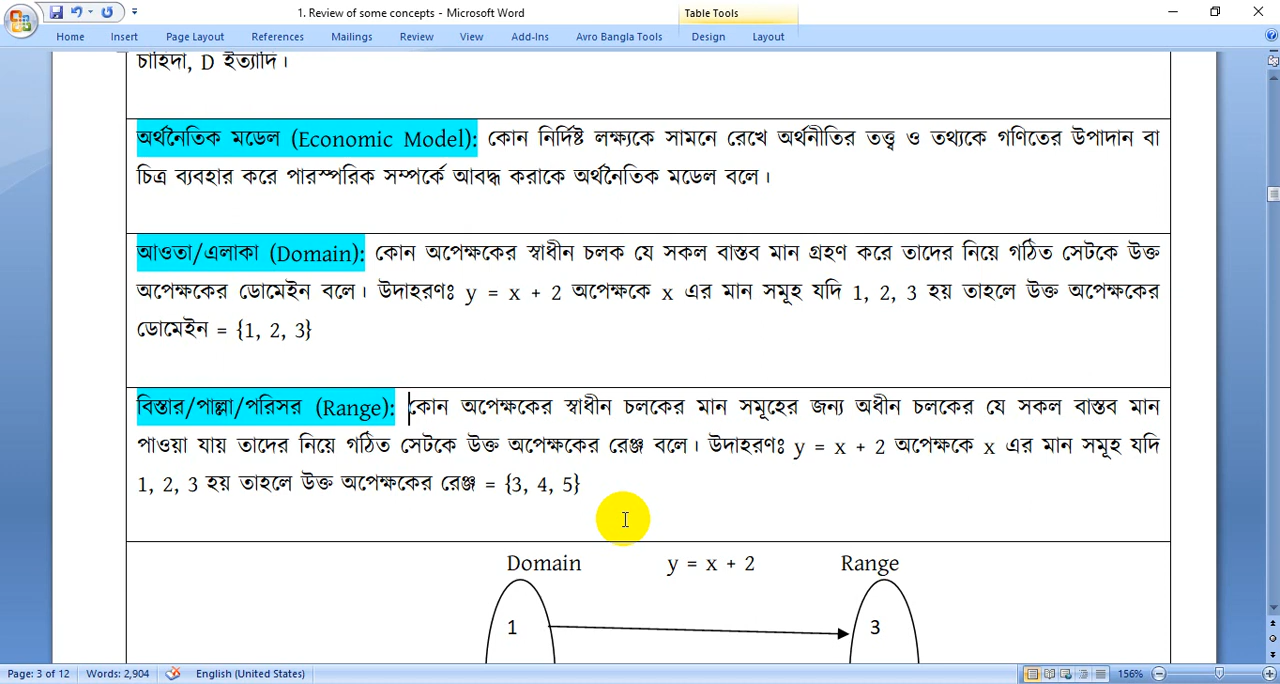 1. Review of some concepts - Microsoft Word
Table Tools
Home Insert Page Layout References Mailings Review View Add-Ins Avro Bangla Tools Design Layout
চাহিদা, D ইত্যাদি।
অর্থনৈতিক মডেল (Economic Model): কোন নির্দিষ্ট লক্ষ্যকে সামনে রেখে অর্থনীতির তত্ত্ব ও তথ্যকে গণিতের উপাদান বা
চিত্র ব্যবহার করে পারস্পরিক সম্পর্কে আবদ্ধ করাকে অর্থনৈতিক মডেল বলে।
আওতা/এলাকা (Domain): কোন অপেক্ষকের স্বাধীন চলক যে সকল বাস্তব মান গ্রহণ করে তাদের নিয়ে গঠিত সেটকে উক্ত
অপেক্ষকের ডোমেইন বলে। উদাহরণঃ y = x + 2 অপেক্ষকে x এর মান সমূহ যদি 1, 2, 3 হয় তাহলে উক্ত অপেক্ষকের
ডোমেইন = {1, 2, 3}
বিস্তার/পাল্লা/পরিসর (Range): কোন অপেক্ষকের স্বাধীন চলকের মান সমূহের জন্য অধীন চলকের যে সকল বাস্তব মান
পাওয়া যায় তাদের নিয়ে গঠিত সেটকে উক্ত অপেক্ষকের রেঞ্জ বলে। উদাহরণঃ y = x + 2 অপেক্ষকে x এর মান সমূহ যদি
1, 2, 3 হয় তাহলে উক্ত অপেক্ষকের রেঞ্জ = {3, 4, 5}
Domain y = x + 2 Range
1 3
Page: 3 of 12 Words: 2,904 English (United States) 156%